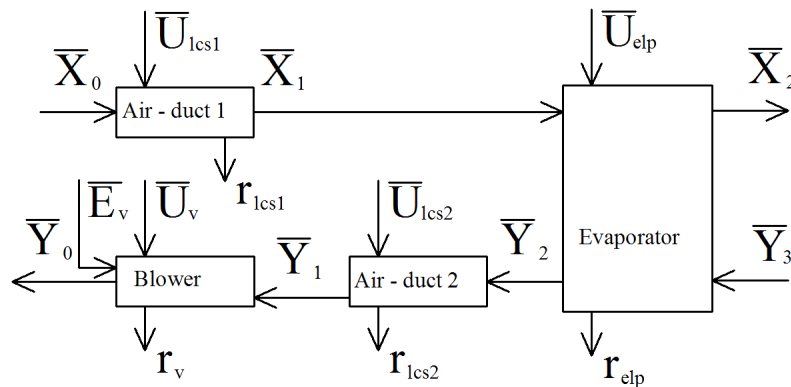 U̅lcs1
U̅elp
X̅0
X̅1
X̅2
Air - duct 1
rlcs1
E̅v
U̅v
U̅lcs2
Y̅0
Y̅1
Y̅2
Evaporator
Y̅3
Blower
Air - duct 2
rv
rlcs2
relp